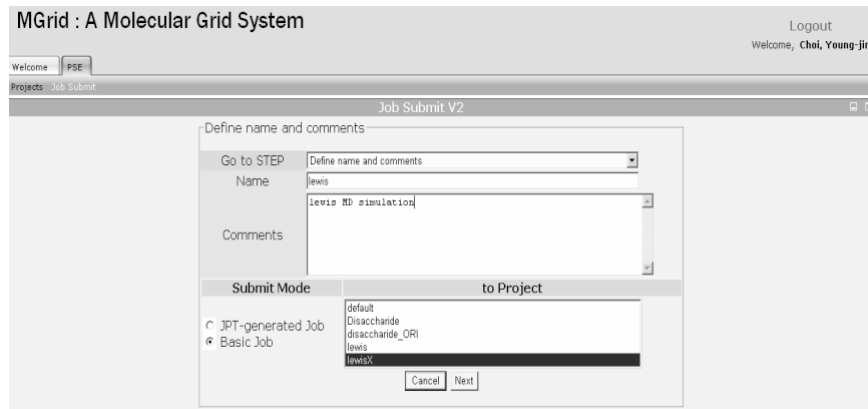 MGrid : A Molecular Grid System
Logout
Welcome, Choi, Young-jin
Welcome PSE
Projects Job Submit
Job Submit V2
Define name and comments
Go to STEP Define name and comments
Name lewis
Comments lewis MD simulation
Submit Mode to Project
default
Disaccharide
JPT-generated Job disaccharide_ORI
Basic Job lewis
lewisX
Cancel Next